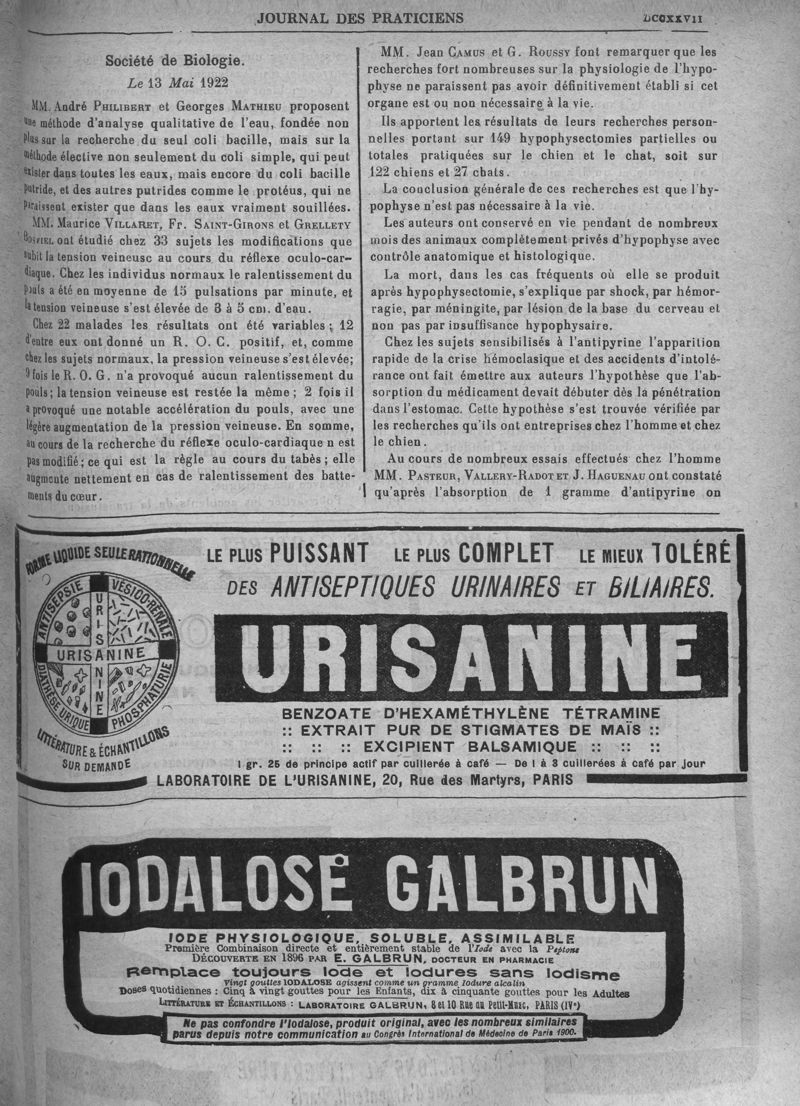 JOURNAL DES PRATICIENS
DCCXXVII
Société de Biologie.
Le 13 Mai 1922
MM. André PHILIBERT et Georges MATHIEU proposent
une méthode d'analyse qualitative de l'eau, fondée non
plus sur la recherche du seul coli bacille, mais sur la
méthode élective non seulement du coli simple, qui peut
exister dans toutes les eaux, mais encore du coli bacille
putride, et des autres putrides comme le protéus, qui ne
paraissent exister que dans les eaux vraiment souillées.
MM. Maurice VILLARET, Fr. SAINT-GIRONS et GRELLETY
BOSVIEL ont étudié chez 33 sujets les modifications que
subit la tension veineuse au cours du réflexe oculo-car-
diaque. Chez les individus normaux le ralentissement du
pouls a été en moyenne de 15 pulsations par minute, et
la tension veineuse s'est élevée de 3 à 5 cm. d'eau.
Chez 22 malades les résultats ont été variables ; 12
d'entre eux ont donné un R. O. C. positif, et, comme
chez les sujets normaux, la pression veineuse s'est élevée;
9 fois le R. O. G. n'a provoqué aucun ralentissement du
pouls; la tension veineuse est restée la même ; 2 fois il
a provoqué une notable accélération du pouls, avec une
légère augmentation de la pression veineuse. En somme,
au cours de la recherche du réflexe oculo-cardiaque n est
pas modifié; ce qui est la règle au cours du tabès ; elle
augmente nettement en cas de ralentissement des batte-
ments du cœur.
MM. Jean CAMUS et G. ROUSSY font remarquer que les
recherches fort nombreuses sur la physiologie de l'hypo-
physe ne paraissent pas avoir définitivement établi si cet
organe est ou non nécessaire à la vie.
Ils apportent les résultats de leurs recherches person-
nelles portant sur 149 hypophysectomies partielles ou
totales pratiquées sur le chien et le chat, soit sur
122 chiens et 27 chats.
La conclusion générale de ces recherches est que l'hy-
pophyse n'est pas nécessaire à la vie.
Les auteurs ont conservé en vie pendant de nombreux
mois des animaux complètement privés d'hypophyse avec
contrôle anatomique et histologique.
La mort, dans les cas fréquents où elle se produit
après hypophysectomie, s'explique par shock, par hémor-
ragie, par méningite, par lésion de la base du cerveau et
non pas par insuffisance hypophysaire.
Chez les sujets sensibilisés à l'antipyrine l'apparition
rapide de la crise hémoclasique et des accidents d'intolé-
rance ont fait émettre aux auteurs l'hypothèse que l'ab-
sorption du médicament devait débuter dès la pénétration
dans l'estomac. Cette hypothèse s'est trouvée vérifiée par
les recherches qu'ils ont entreprises chez l'homme et chez
le chien.
Au cours de nombreux essais effectués chez l'homme
MM. PASTEUR, VALLERY-RADOT ET J. HAGUENAU ont constaté
qu'après l'absorption de 1 gramme d'antipyrine on
FORME LIQUIDE SEULE RATIONNELLE
ANTISEPSIE VÉSICO-RÉNALE
URISANINE
URISANINE
DIATHÈSE URIQUE PHOSPHATURIE
LITTÉRATURE & ÉCHANTILLONS
SUR DEMANDE
LE PLUS PUISSANT LE PLUS COMPLET LE MIEUX TOLÉRÉ
DES ANTISEPTIQUES URINAIRES ET BILIAIRES.
URISANINE
BENZOATE D'HEXAMÉTHYLÈNE TÉTRAMINE
:: EXTRAIT PUR DE STIGMATES DE MAÏS ::
:: :: :: EXCIPIENT BALSAMIQUE :: :: ::
1 gr. 25 de principe actif par cuillerée à café — De 1 à 3 cuillerées à café par jour
LABORATOIRE DE L'URISANINE, 20, Rue des Martyrs, PARIS
IODALOSE GALBRUN
IODE PHYSIOLOGIQUE, SOLUBLE, ASSIMILABLE
Première Combinaison directe et entièrement stable de l'Iode avec la Peptone
DÉCOUVERTE EN 1896 PAR E. GALBRUN, DOCTEUR EN PHARMACIE
Remplace toujours Iode et Iodures sans Iodisme
Vingt gouttes IODALOSE agissent comme un gramme Iodure alcalin
Doses quotidiennes : Cinq à vingt gouttes pour les Enfants, dix à cinquante gouttes pour les Adultes
LITTÉRATURE ET ÉCHANTILLONS : LABORATOIRE GALBRUN, 8 et 10 Rue du Petit-Musc, PARIS (IVe)
Ne pas confondre l'Iodalose, produit original, avec les nombreux similaires
parus depuis notre communication au Congrès International de Médecine de Paris 1900.